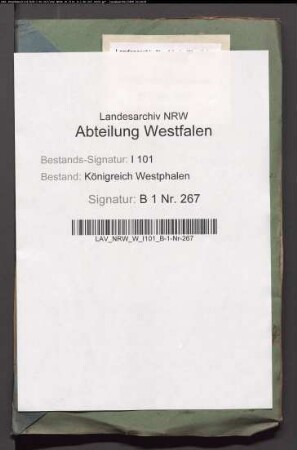 Landesarchiv NRW
Abteilung Westfalen
Bestands-Signatur: I 101
Bestand: Königreich Westphalen
Signatur: B 1 Nr. 267
LAV_NRW_W_I101_B-1-Nr-267